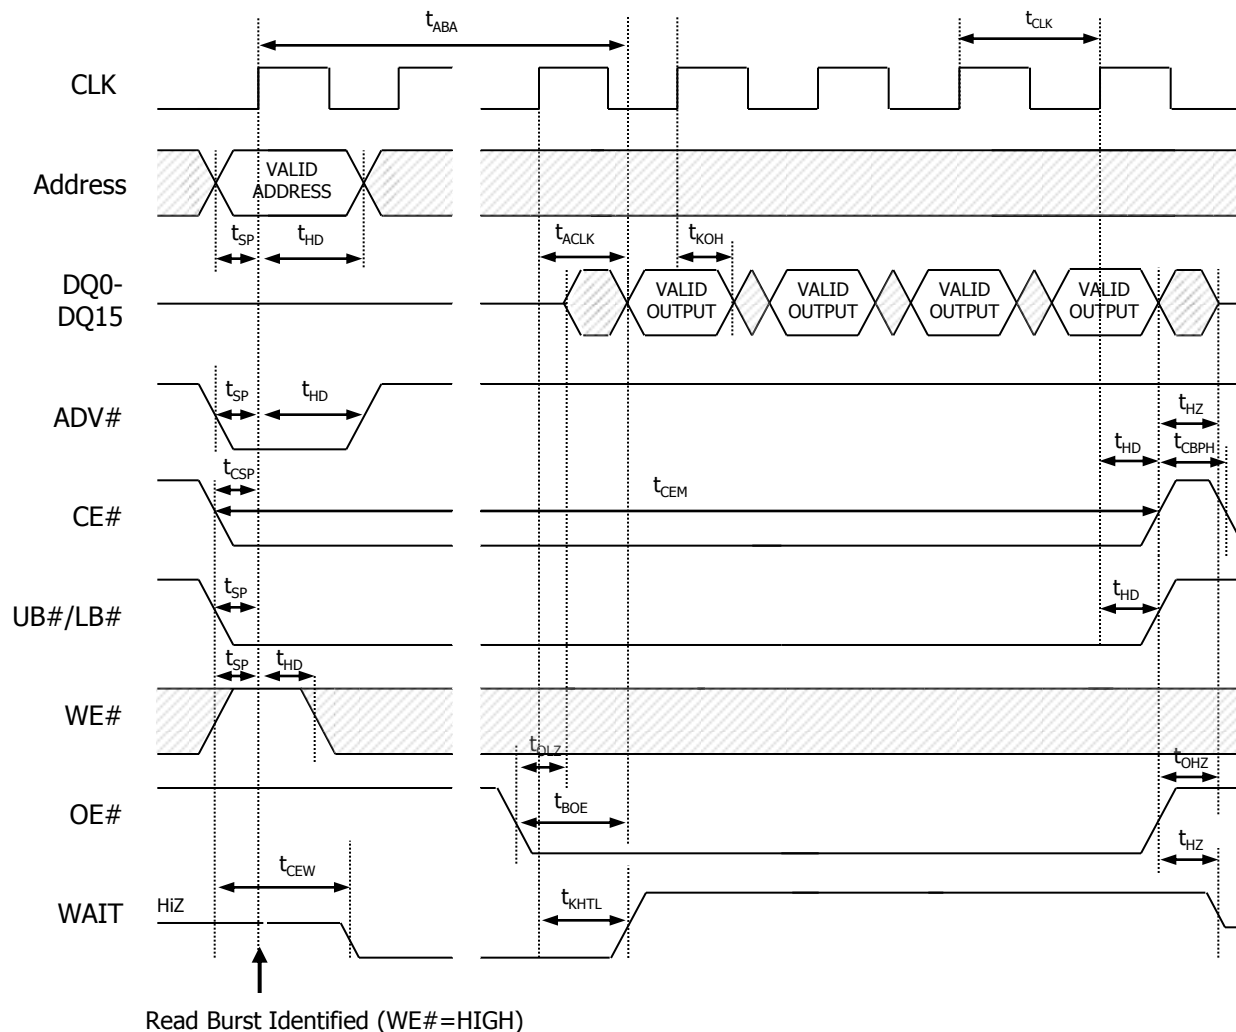 tABA
tCLK
CLK
Address
VALID
ADDRESS
tSP
tHD
tACLK
tKOH
DQ0-
DQ15
VALID
OUTPUT
VALID
OUTPUT
VALID
OUTPUT
VALID
OUTPUT
ADV#
tSP
tHD
tHZ
tHD
tCBPH
tCSP
CE#
tCEM
UB#/LB#
tSP
tHD
tSP
tHD
WE#
tOLZ
tOHZ
OE#
tBOE
tHZ
tCEW
WAIT
HiZ
tKHTL
Read Burst Identified (WE#=HIGH)